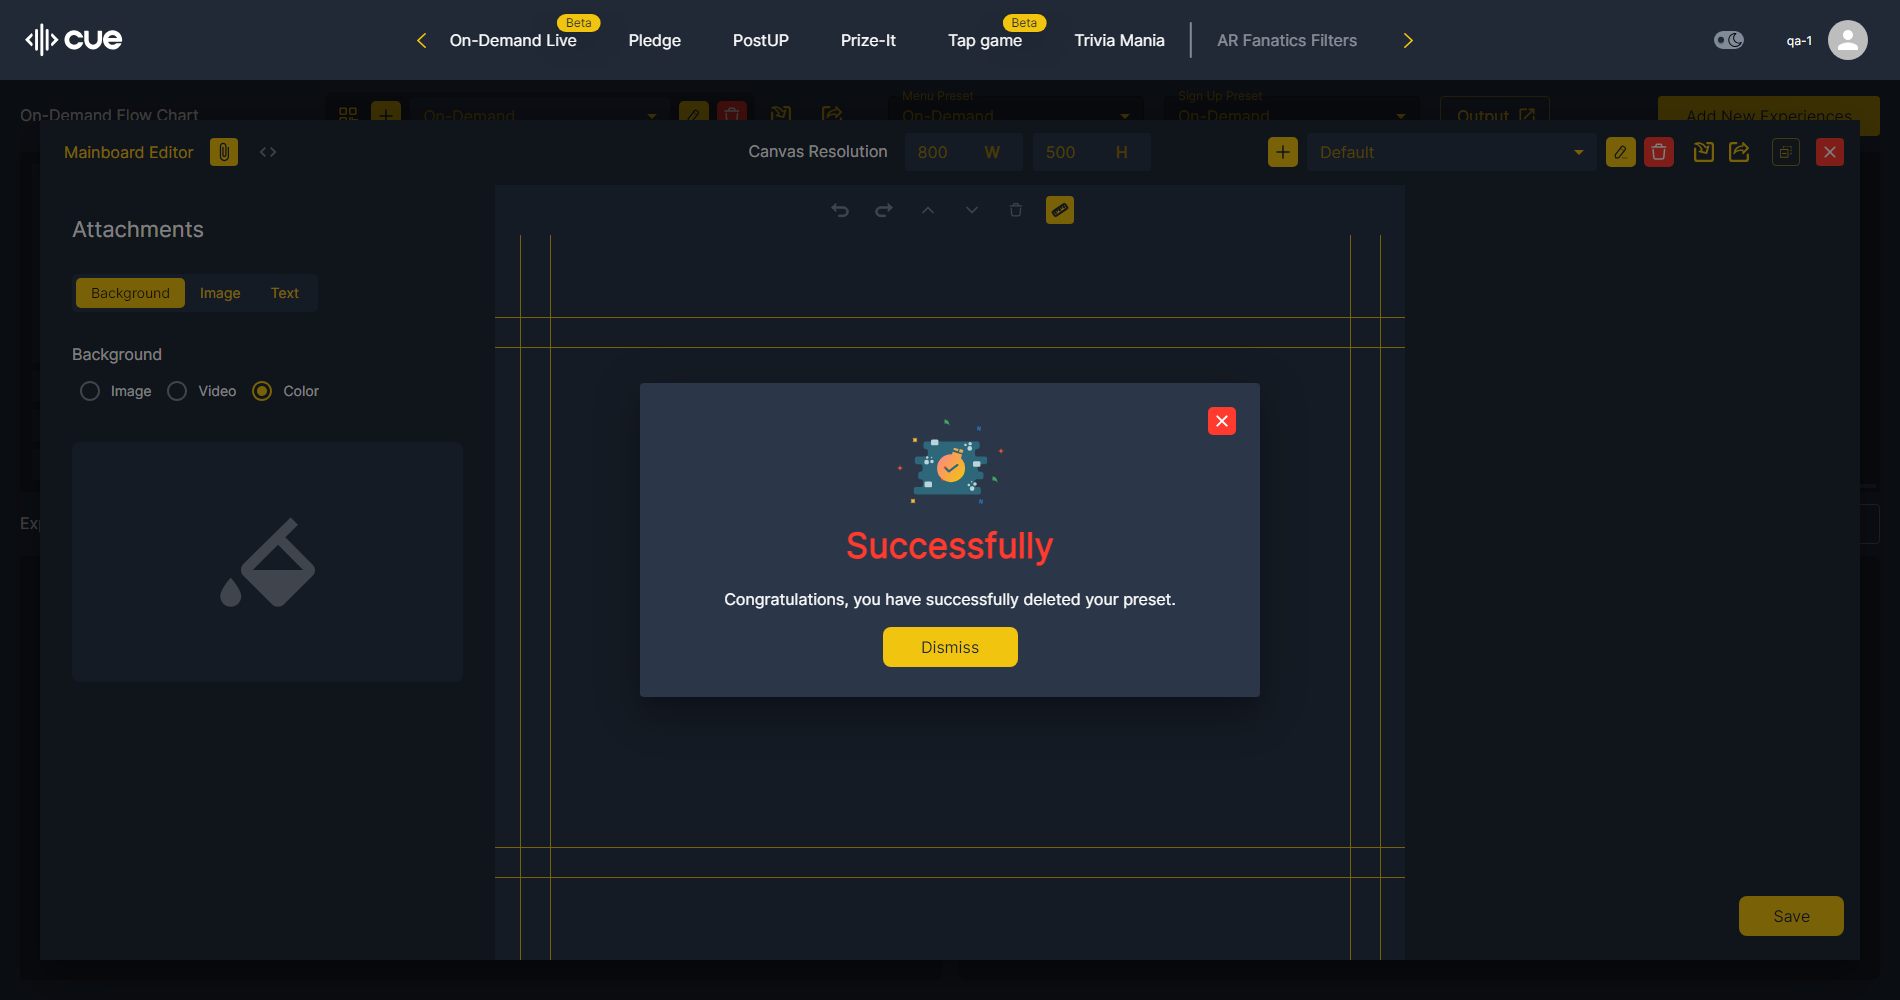 cue
Beta
On-Demand Live
Pledge
PostUP
Prize-It
Beta
Tap game
Trivia Mania
AR Fanatics Filters
qa-1
On-Demand Flow Chart
On-Demand
Menu Preset
On-Demand
Sign Up Preset
On-Demand
Output
Add New Experiences
Mainboard Editor
Canvas Resolution
800 W
500 H
Default
Attachments
Background
Image
Text
Background
Image
Video
Color
Successfully
Congratulations, you have successfully deleted your preset.
Dismiss
Save